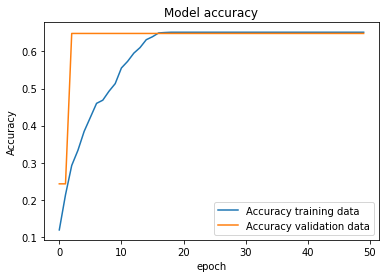 Model accuracy
Accuracy
0.6
0.5
0.4
0.3
0.2
0.1
Accuracy training data
Accuracy validation data
0 10 20 30 40 50
epoch